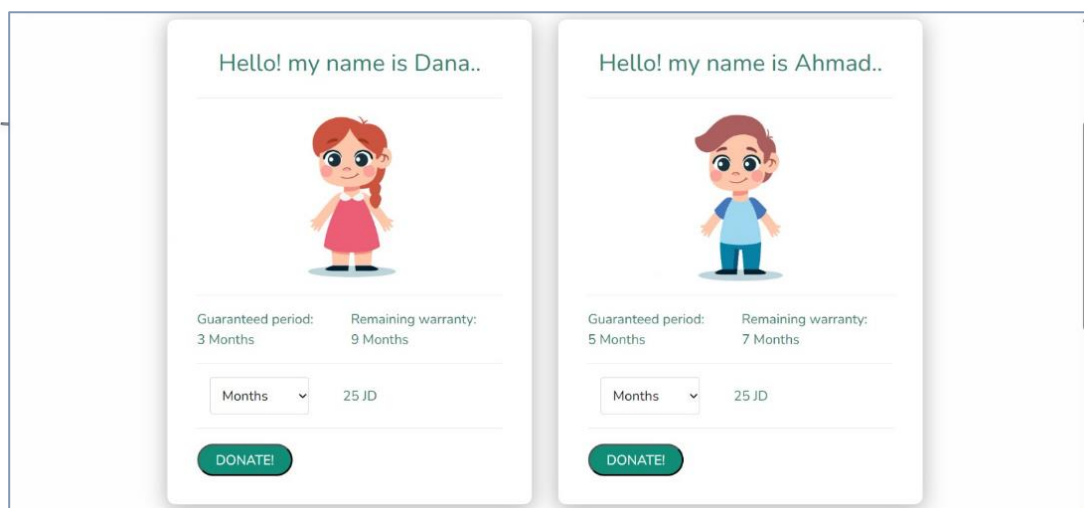 Hello! my name is Dana..
Guaranteed period:
3 Months
Remaining warranty:
9 Months
Months
25 JD
DONATE!
Hello! my name is Ahmad..
Guaranteed period:
5 Months
Remaining warranty:
7 Months
Months
25 JD
DONATE!